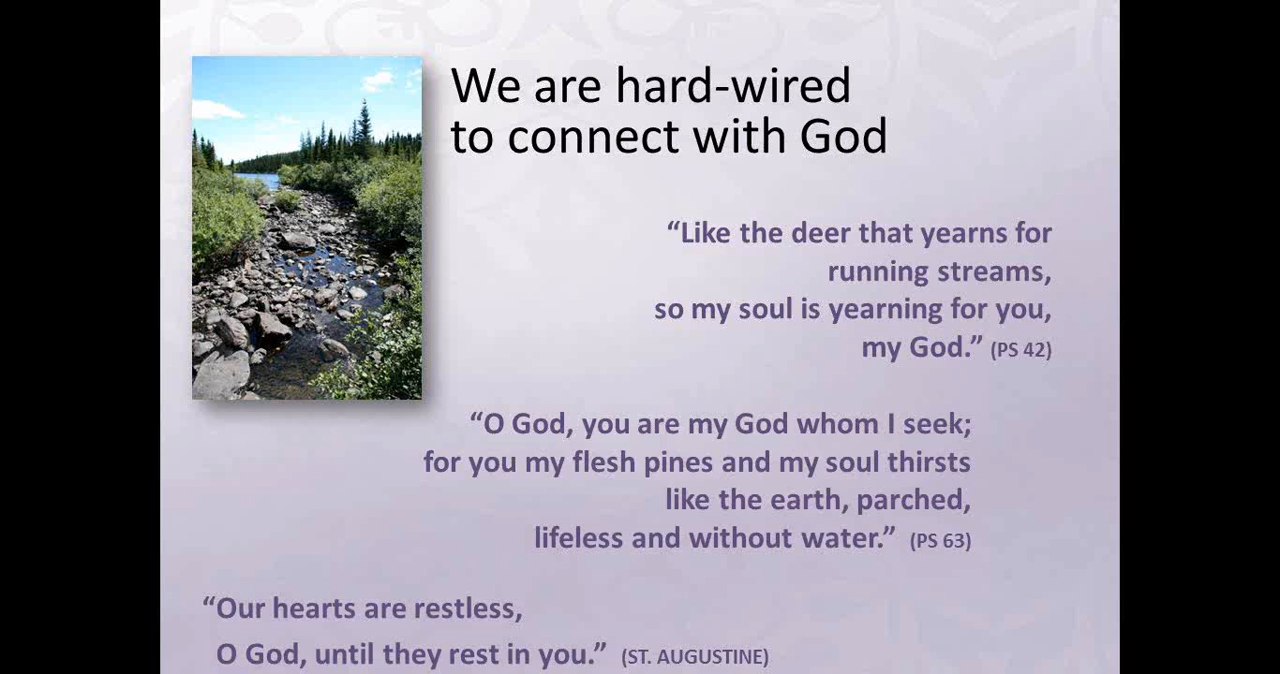 We are hard-wired
to connect with God
“Like the deer that yearns for
running streams,
so my soul is yearning for you,
my God.” (PS 42)
“O God, you are my God whom I seek;
for you my flesh pines and my soul thirsts
like the earth, parched,
lifeless and without water.” (PS 63)
“Our hearts are restless,
O God, until they rest in you.” (ST. AUGUSTINE)